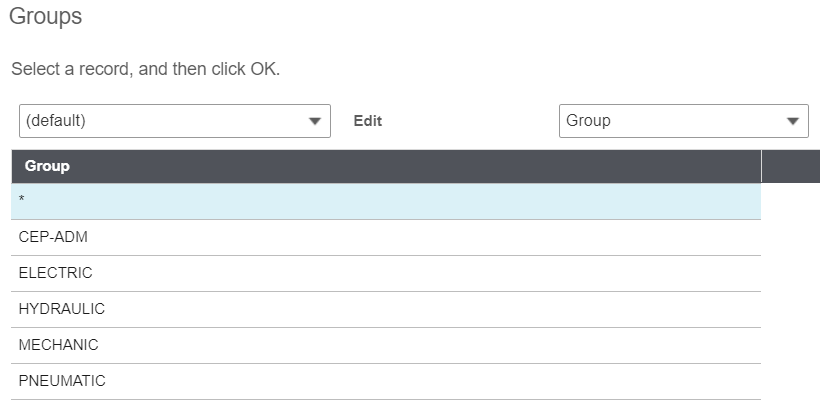 Groups
Select a record, and then click OK.
(default) Edit Group
Group
*
CEP-ADM
ELECTRIC
HYDRAULIC
MECHANIC
PNEUMATIC